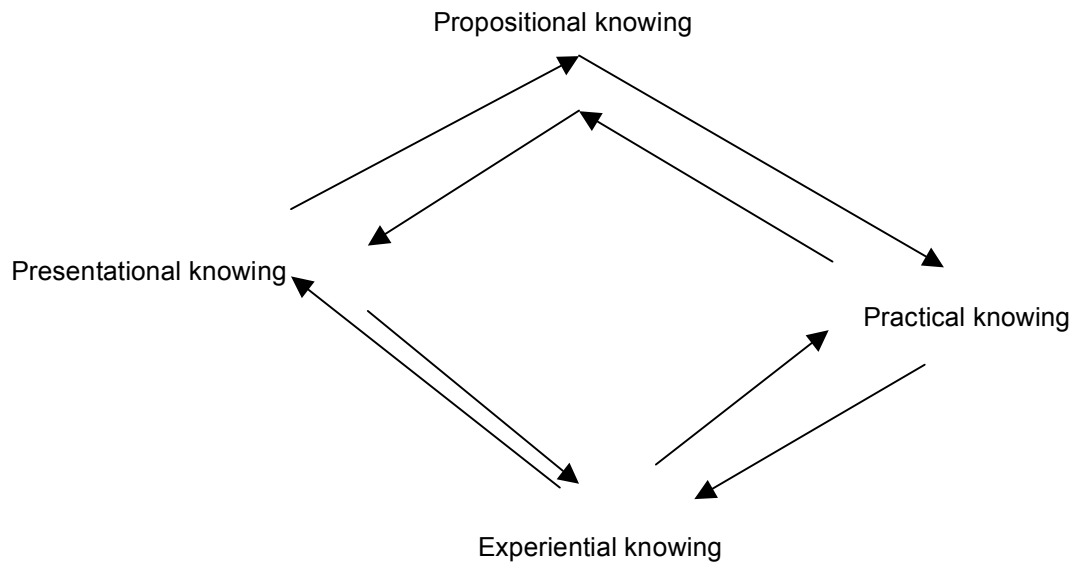 Propositional knowing
Presentational knowing
Practical knowing
Experiential knowing